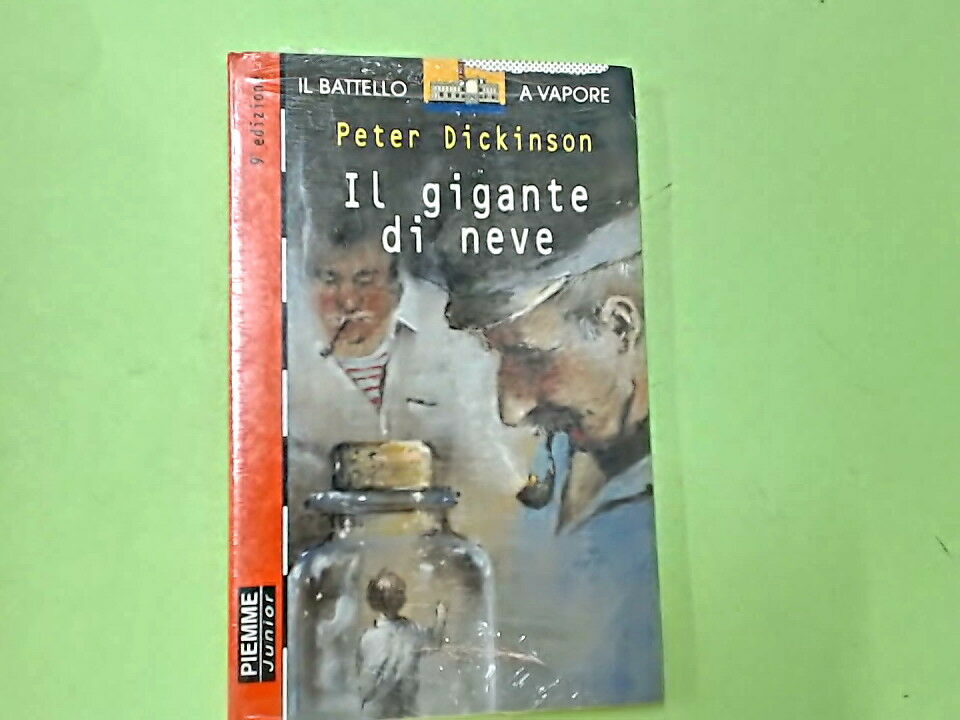 IL BATTELLO A VAPORE
Peter Dickinson
Il gigante
di neve
9 edizione
PIEMME
Junior